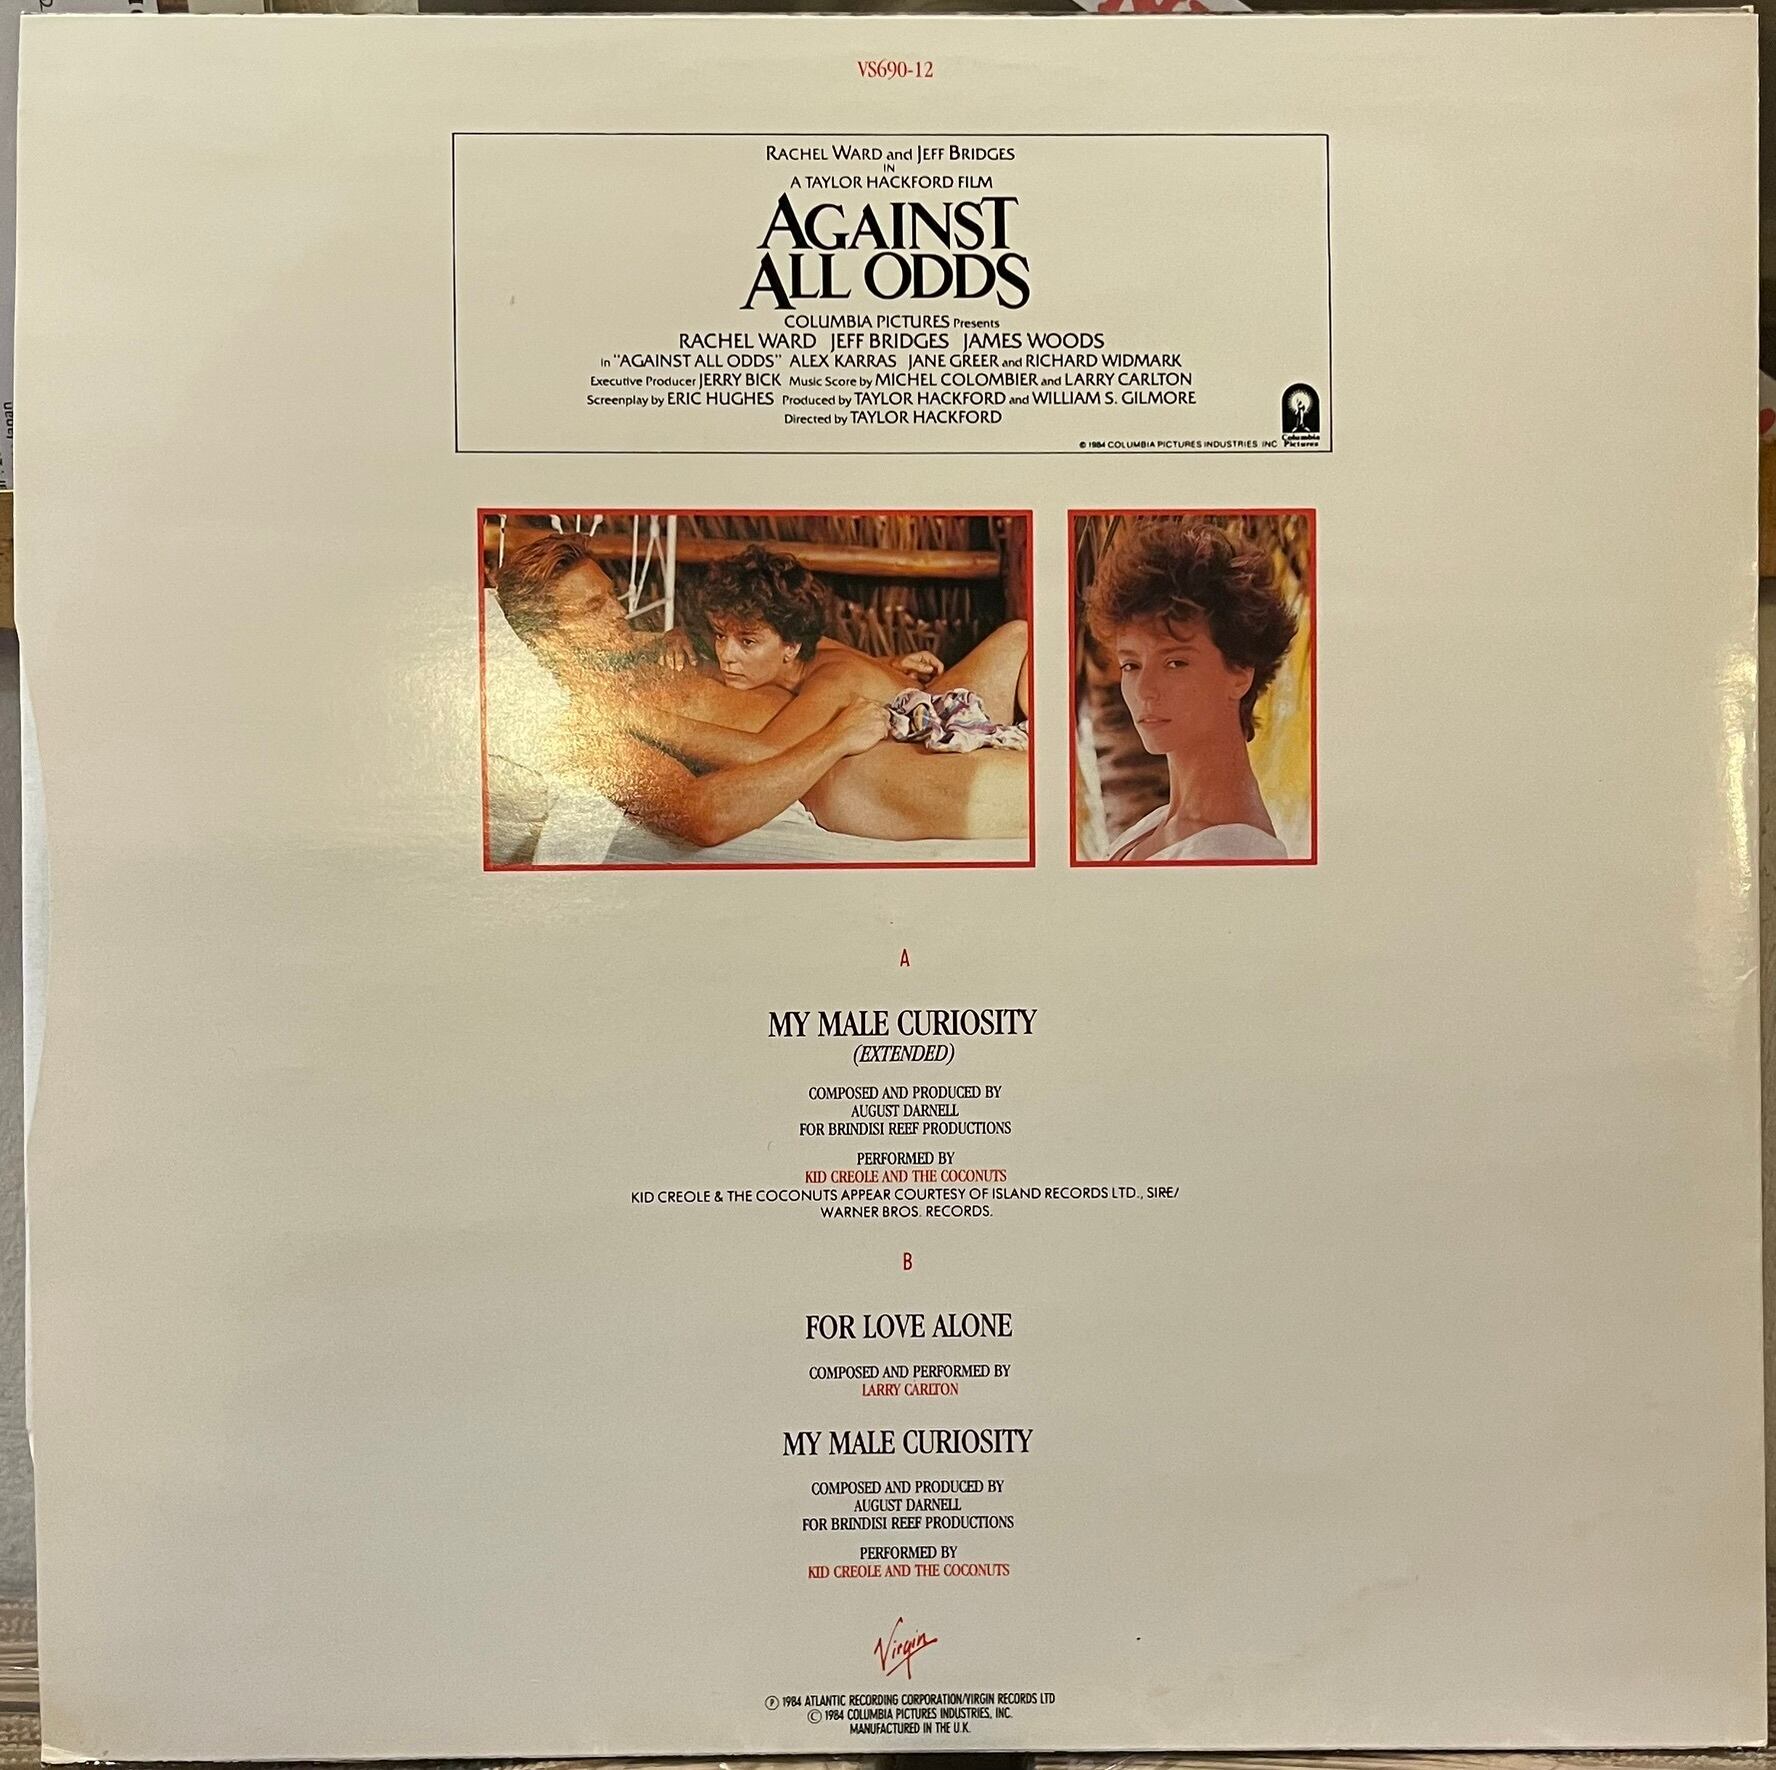 VS690-12
RACHEL WARD and JEFF BRIDGES
IN
A TAYLOR HACKFORD FILM
AGAINST
ALL ODDS
COLUMBIA PICTURES Presents
RACHEL WARD JEFF BRIDGES JAMES WOODS
in "AGAINST ALL ODDS" ALEX KARRAS JANE GREER and RICHARD WIDMARK
Executive Producer JERRY BICK Music Score by MICHEL COLOMBIER and LARRY CARLTON
Screenplay by ERIC HUGHES Produced by TAYLOR HACKFORD and WILLIAM S. GILMORE
Directed by TAYLOR HACKFORD
© 1984 COLUMBIA PICTURES INDUSTRIES INC
Columbia
Pictures
A
MY MALE CURIOSITY
(EXTENDED)
COMPOSED AND PRODUCED BY
AUGUST DARNELL
FOR BRINDISI REEF PRODUCTIONS
PERFORMED BY
KID CREOLE AND THE COCONUTS
KID CREOLE & THE COCONUTS APPEAR COURTESY OF ISLAND RECORDS LTD., SIRE/
WARNER BROS. RECORDS.
B
FOR LOVE ALONE
COMPOSED AND PERFORMED BY
LARRY CARLTON
MY MALE CURIOSITY
COMPOSED AND PRODUCED BY
AUGUST DARNELL
FOR BRINDISI REEF PRODUCTIONS
PERFORMED BY
KID CREOLE AND THE COCONUTS
Virgin
℗ 1984 ATLANTIC RECORDING CORPORATION/VIRGIN RECORDS LTD
© 1984 COLUMBIA PICTURES INDUSTRIES, INC.
MANUFACTURED IN THE U.K.